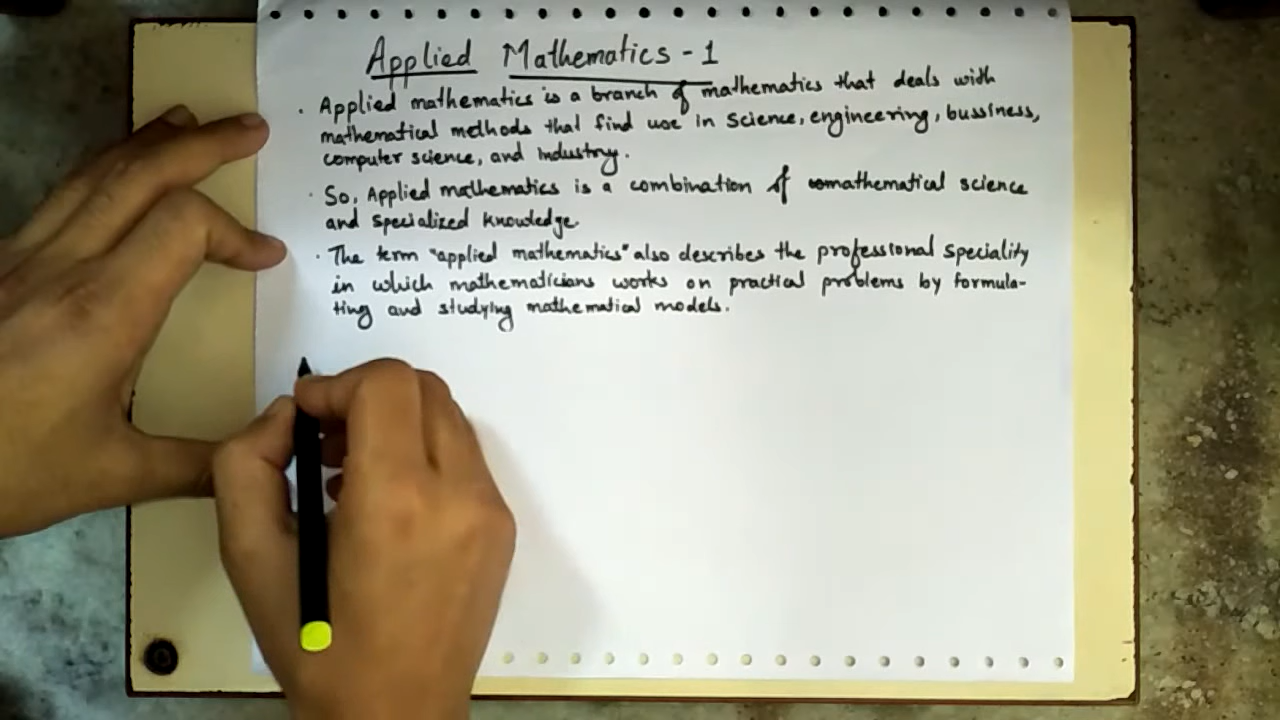 Applied Mathematics - 1
. Applied mathematics is a branch of mathematics that deals with
mathematical methods that find use in science, engineering, bussiness,
computer science, and industry.
. So, Applied mathematics is a combination of mathematical science
and specialized knowledge.
. The term "applied mathematics" also describes the professional speciality
in which mathematicians works on practical problems by formula-
ting and studying mathematical models.